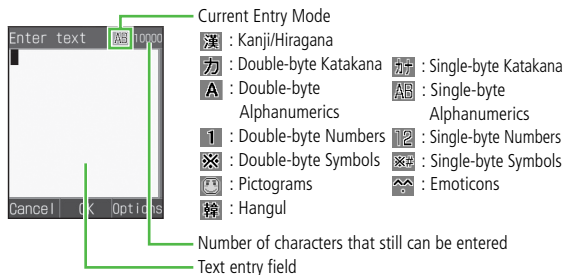 Current Entry Mode
Enter text AB 10000
漢 : Kanji/Hiragana
カ : Double-byte Katakana カナ : Single-byte Katakana
A : Double-byte Alphanumerics AB : Single-byte Alphanumerics
1 : Double-byte Numbers 12 : Single-byte Numbers
※ : Double-byte Symbols ※# : Single-byte Symbols
: Pictograms ^^ : Emoticons
韓 : Hangul
Cancel OK Options
Number of characters that still can be entered
Text entry field